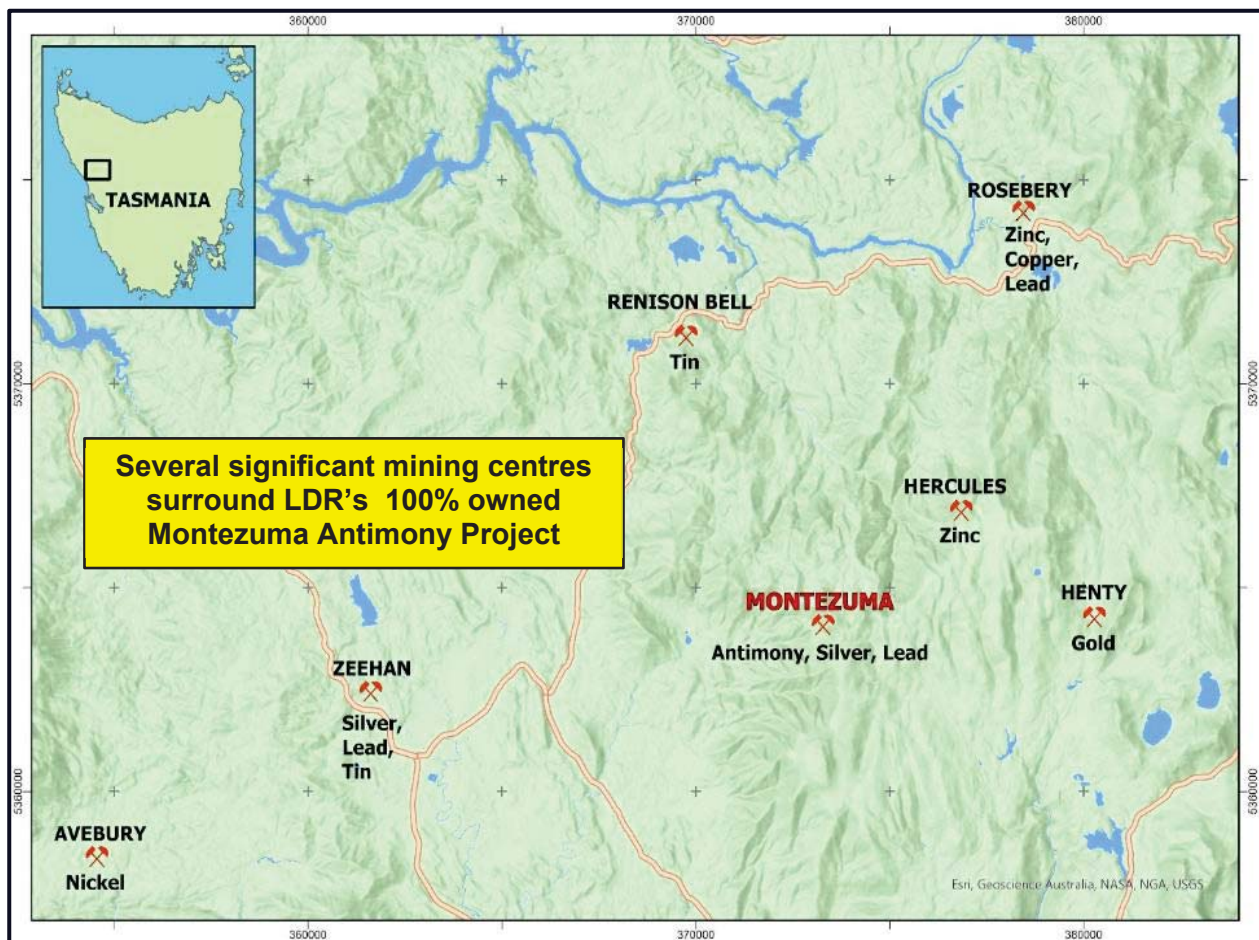 360000
370000
380000
TASMANIA
ROSEBERY
Zinc,
Copper,
Lead
RENISON BELL
Tin
5370000
5370000
Several significant mining centres
surround LDR's 100% owned
Montezuma Antimony Project
HERCULES
Zinc
MONTEZUMA
Antimony, Silver, Lead
HENTY
Gold
ZEEHAN
Silver,
Lead,
Tin
5360000
5360000
AVEBURY
Nickel
Esri, Geoscience Australia, NASA, NGA, USGS
360000
370000
380000